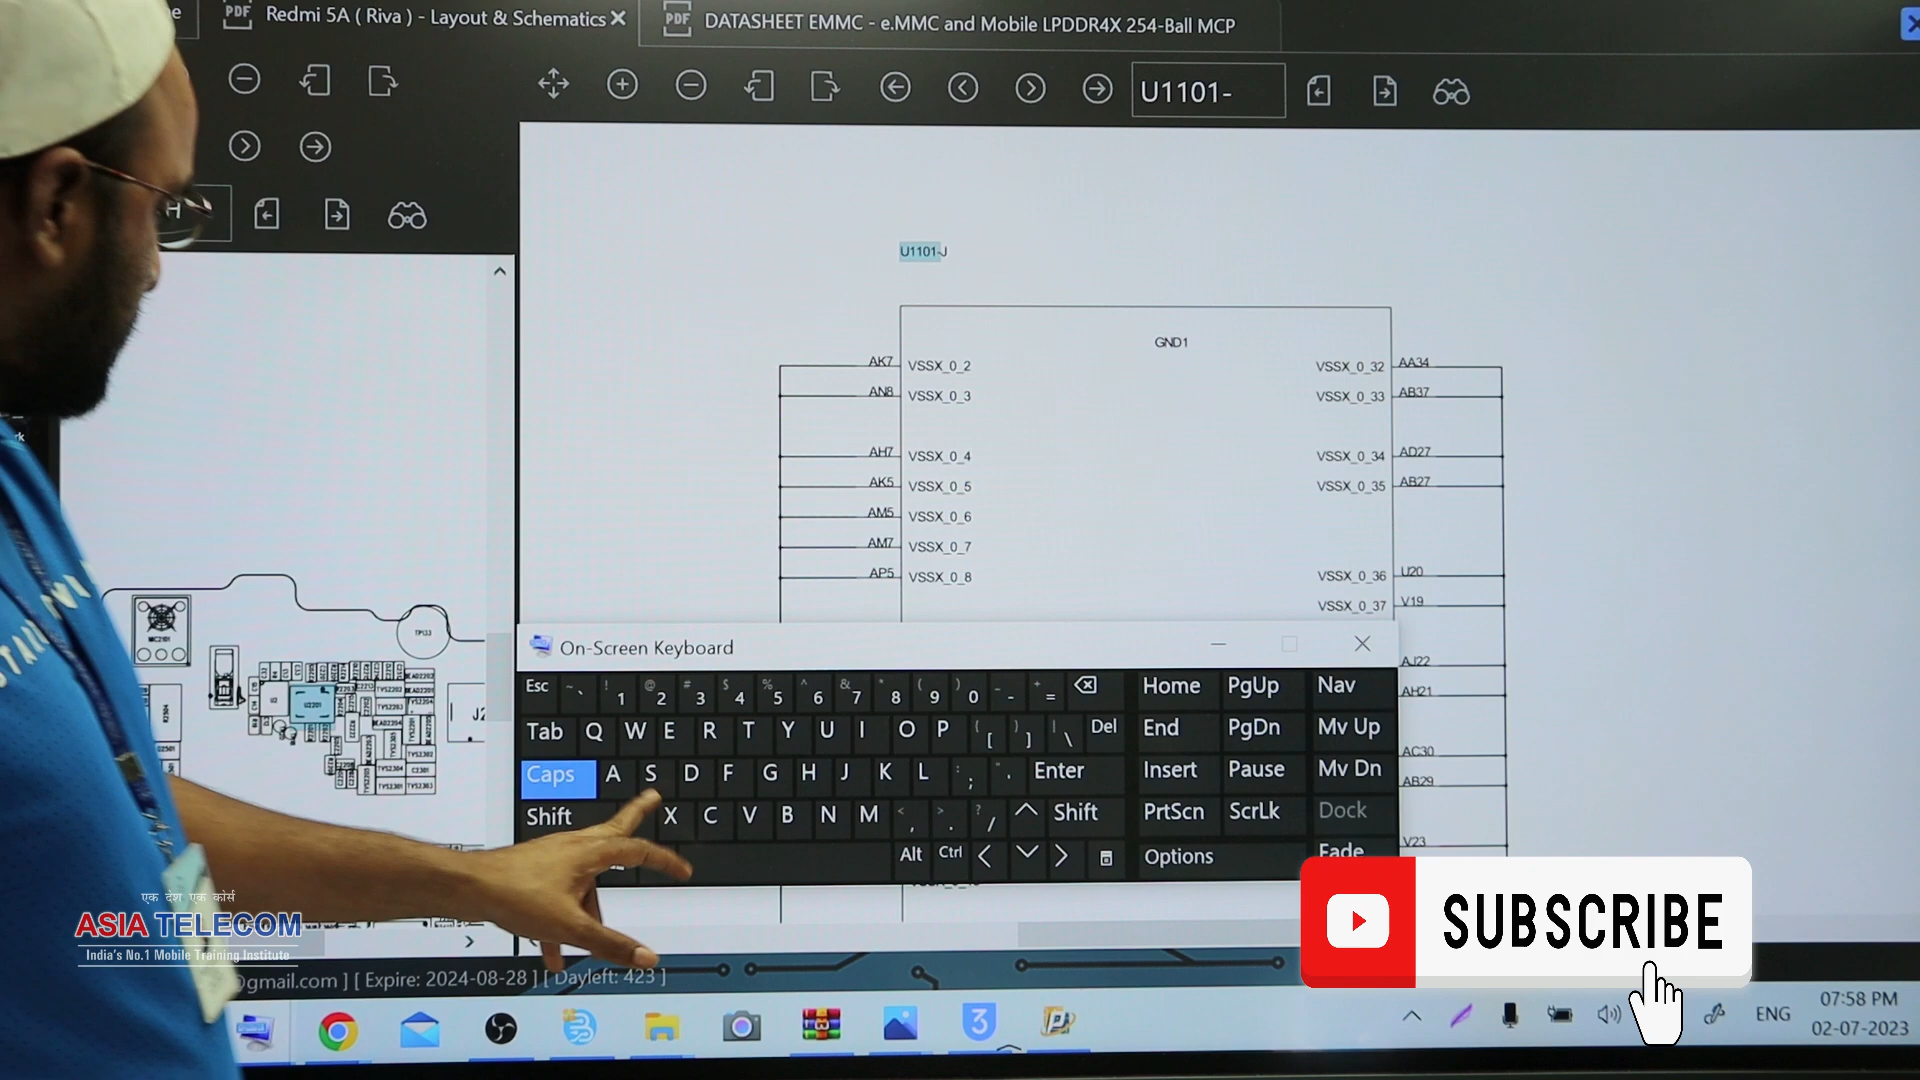 e
Redmi 5A ( Riva ) - Layout & Schematics
DATASHEET EMMC - e.MMC and Mobile LPDDR4X 254-Ball MCP
U1101-
H
U1101-J
GND1
AK7 VSSX_0_2 VSSX_0_32 AA34
AN8 VSSX_0_3 VSSX_0_33 AB37
AH7 VSSX_0_4 VSSX_0_34 AD27
AK5 VSSX_0_5 VSSX_0_35 AB27
AM5 VSSX_0_6
AM7 VSSX_0_7
AP5 VSSX_0_8 VSSX_0_36 U20
VSSX_0_37 V19
AJ22
AH21
AC30
AB29
V23
rk
MIC2101
U2201
J2
On-Screen Keyboard
Esc ~ ` ! 1 @ 2 # 3 $ 4 % 5 ^ 6 & 7 * 8 ( 9 ) 0 - + = Home PgUp Nav
Tab Q W E R T Y U I O P { [ } ] | \ Del End PgDn Mv Up
Caps A S D F G H J K L : ; " ' Enter Insert Pause Mv Dn
Shift X C V B N M < , > . ? / Shift PrtScn ScrLk Dock
Alt Ctrl Options Fade
SUBSCRIBE
एक देश एक कोर्स
ASIA TELECOM
India's No.1 Mobile Training Institute
@gmail.com ] [ Expire: 2024-08-28 ] [ Dayleft: 423 ]
3
ENG
07:58 PM
02-07-2023